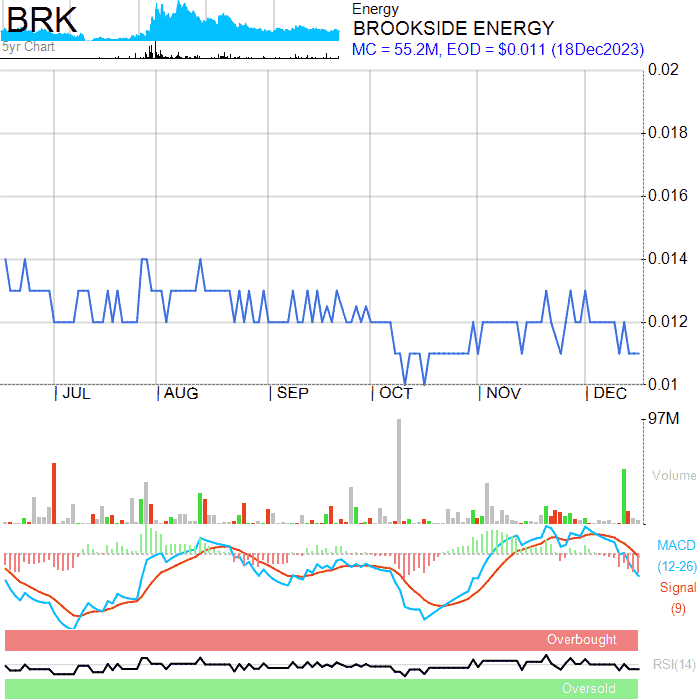 BRK
5yr Chart
Energy
BROOKSIDE ENERGY
MC = 55.2M, EOD = $0.011 (18Dec2023)
0.02
0.018
0.016
0.014
0.012
0.01
JUL AUG SEP OCT NOV DEC
97M
Volume
MACD
(12-26)
Signal
(9)
Overbought
RSI(14)
Oversold